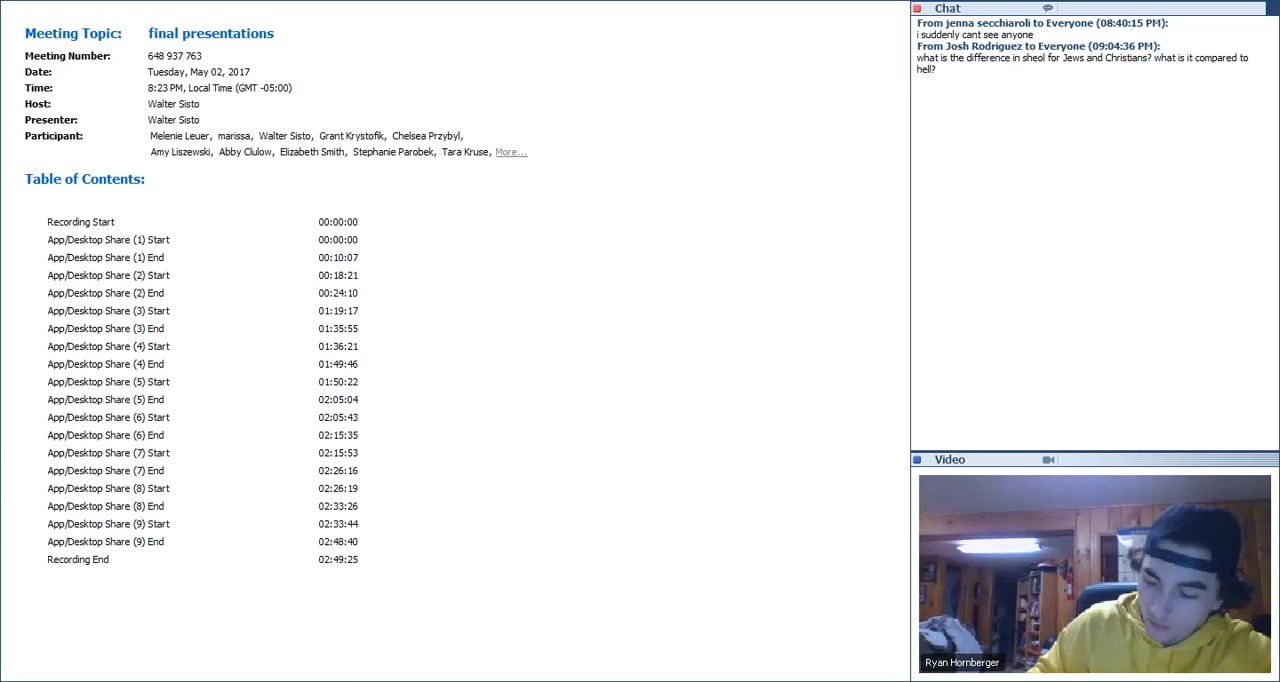 Meeting Topic: final presentations
Meeting Number: 648 937 763
Date: Tuesday, May 02, 2017
Time: 8:23 PM, Local Time (GMT -05:00)
Host: Walter Sisto
Presenter: Walter Sisto
Participant: Melenie Leuer, marissa, Walter Sisto, Grant Krystofik, Chelsea Przybyl,
Amy Liszewski, Abby Clulow, Elizabeth Smith, Stephanie Parobek, Tara Kruse, More...
Table of Contents:
Recording Start 00:00:00
App/Desktop Share (1) Start 00:00:00
App/Desktop Share (1) End 00:10:07
App/Desktop Share (2) Start 00:18:21
App/Desktop Share (2) End 00:24:10
App/Desktop Share (3) Start 01:19:17
App/Desktop Share (3) End 01:35:55
App/Desktop Share (4) Start 01:36:21
App/Desktop Share (4) End 01:49:46
App/Desktop Share (5) Start 01:50:22
App/Desktop Share (5) End 02:05:04
App/Desktop Share (6) Start 02:05:43
App/Desktop Share (6) End 02:15:35
App/Desktop Share (7) Start 02:15:53
App/Desktop Share (7) End 02:26:16
App/Desktop Share (8) Start 02:26:19
App/Desktop Share (8) End 02:33:26
App/Desktop Share (9) Start 02:33:44
App/Desktop Share (9) End 02:48:40
Recording End 02:49:25
Chat
From jenna secchiaroli to Everyone (08:40:15 PM):
i suddenly cant see anyone
From Josh Rodriguez to Everyone (09:04:36 PM):
what is the difference in sheol for Jews and Christians? what is it compared to
hell?
Video
Ryan Hornberger